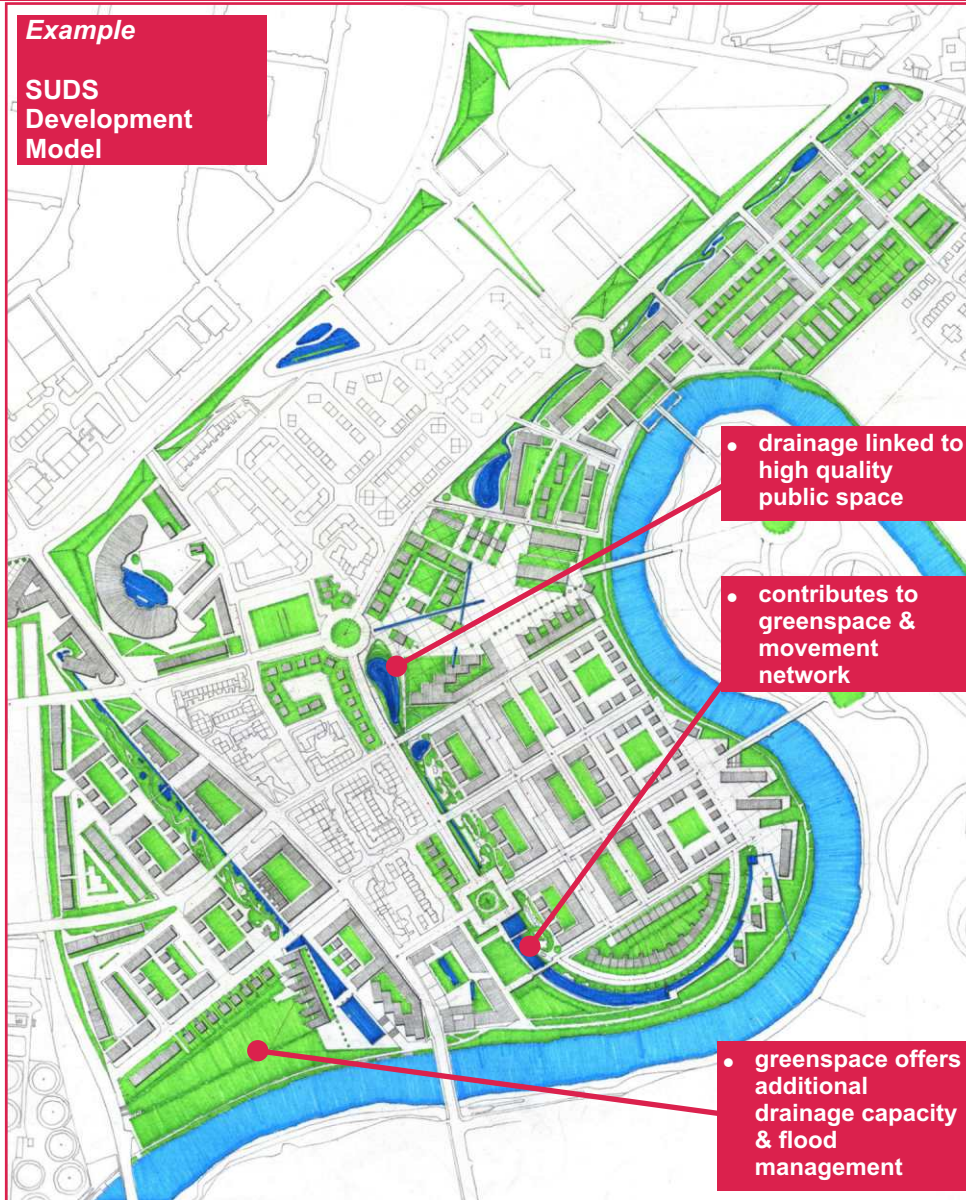 Example
SUDS
Development
Model
• drainage linked to
high quality
public space
• contributes to
greenspace &
movement
network
• greenspace offers
additional
drainage capacity
& flood
management